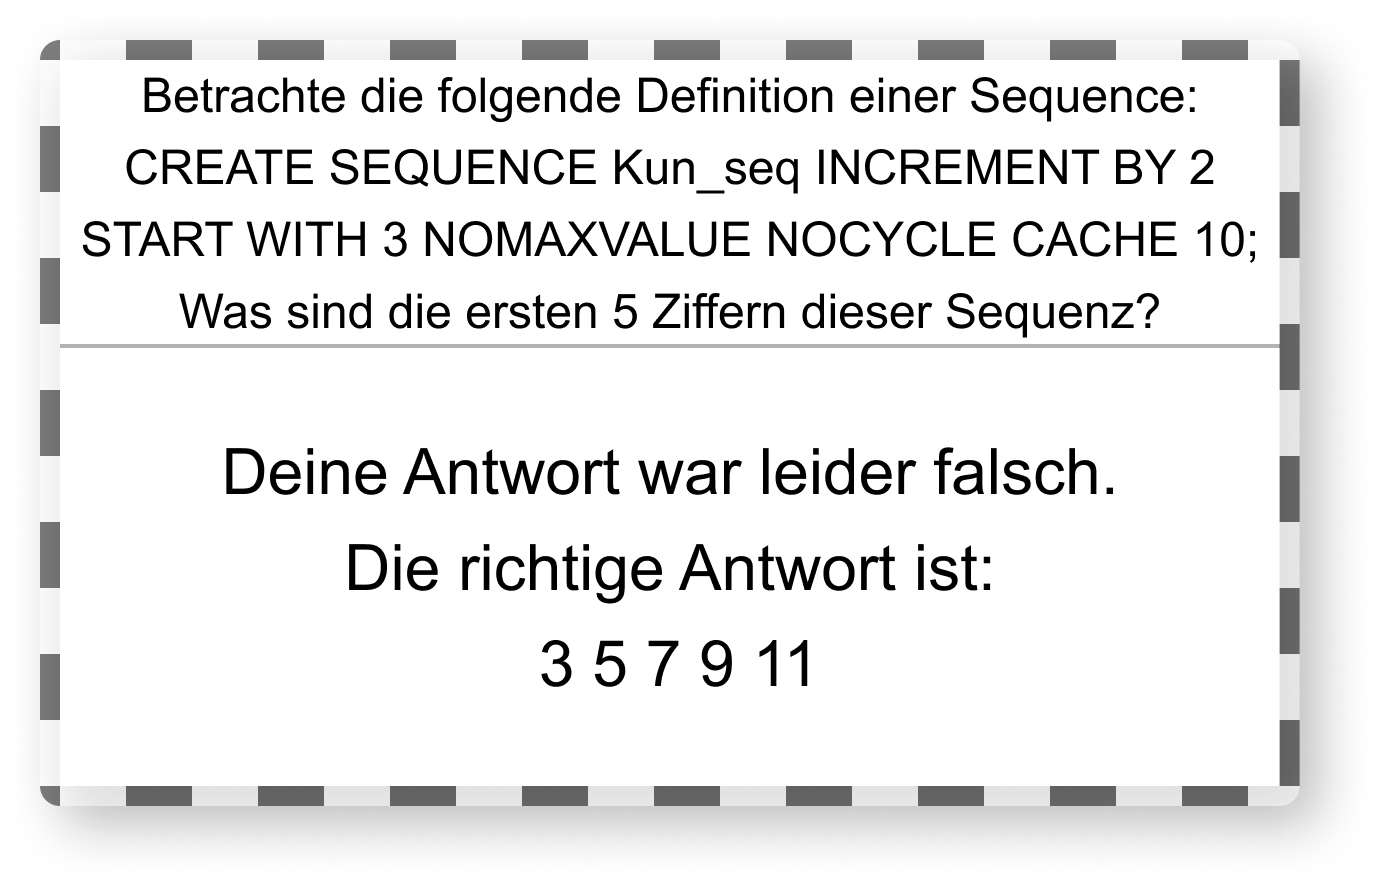 Betrachte die folgende Definition einer Sequence:
CREATE SEQUENCE Kun_seq INCREMENT BY 2
START WITH 3 NOMAXVALUE NOCYCLE CACHE 10;
Was sind die ersten 5 Ziffern dieser Sequenz?
Deine Antwort war leider falsch.
Die richtige Antwort ist:
3 5 7 9 11